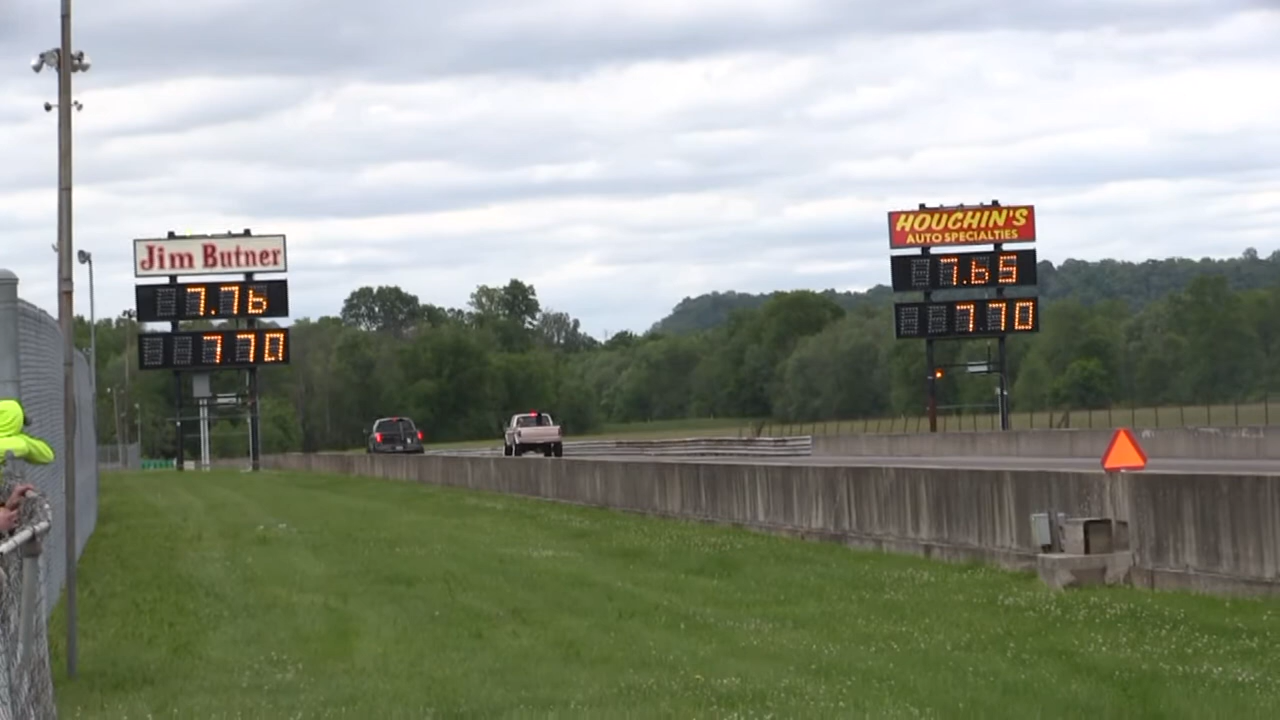 Jim Butner
7.76
7.70
HOUCHIN'S
AUTO SPECIALTIES
7.65
7.70